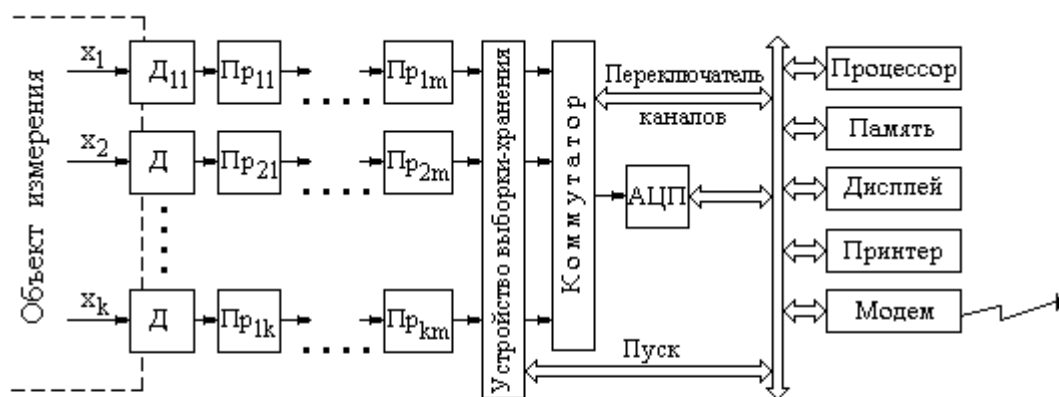 Объект измерения
x1
Д11
Пр11
Пр1m
x2
Д
Пр21
Пр2m
xk
Д
Пр1k
Прkm
Устройство выборки-хранения
Коммутатор
Переключатель
каналов
АЦП
Пуск
Процессор
Память
Дисплей
Принтер
Модем